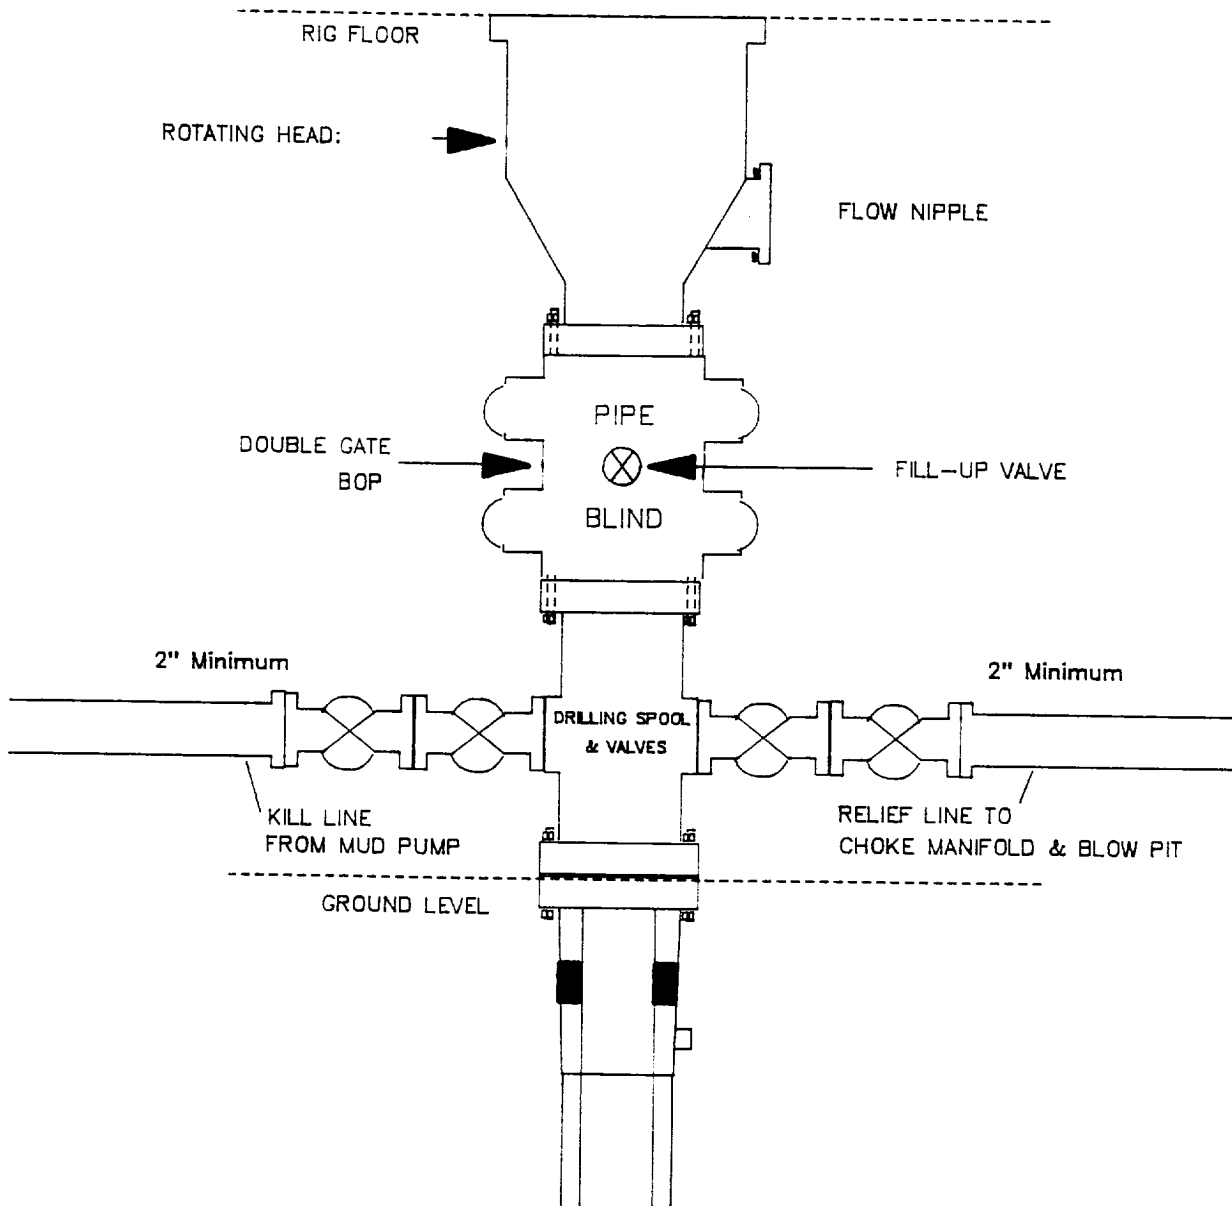 RIG FLOOR
ROTATING HEAD:
FLOW NIPPLE
PIPE
DOUBLE GATE
BOP
FILL-UP VALVE
BLIND
2" Minimum
2" Minimum
DRILLING SPOOL
& VALVES
KILL LINE
FROM MUD PUMP
RELIEF LINE TO
CHOKE MANIFOLD & BLOW PIT
GROUND LEVEL